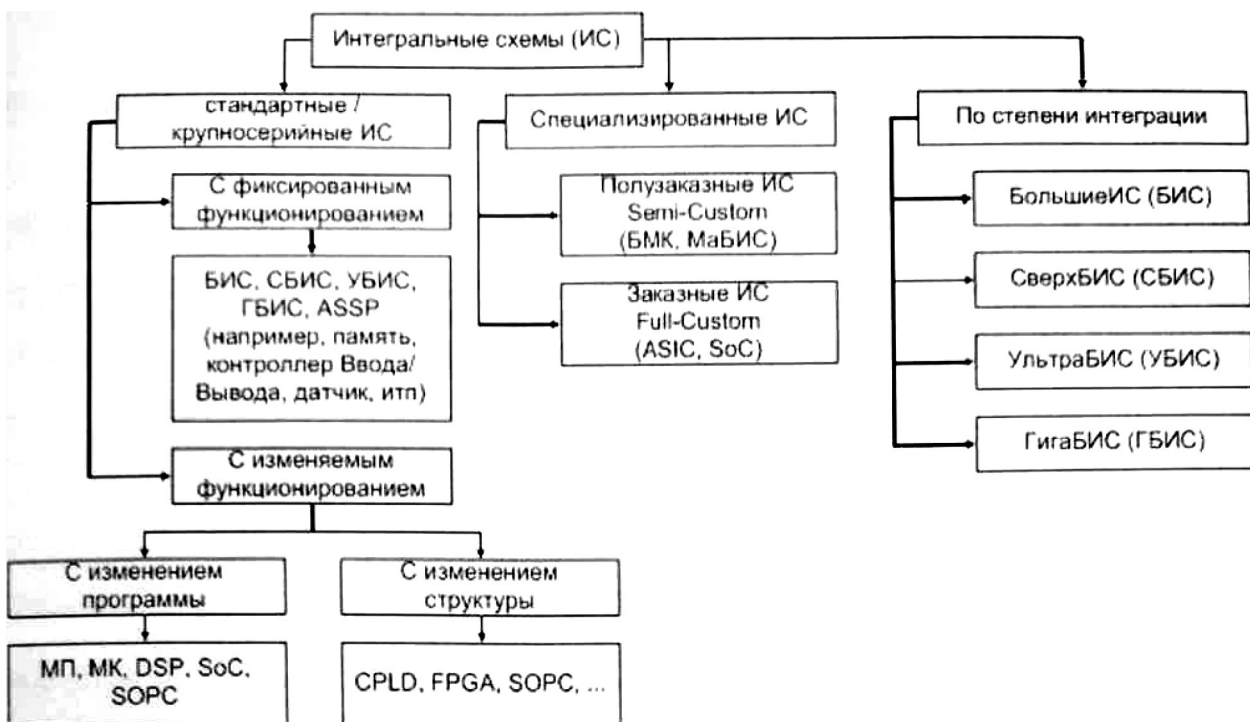 Интегральные схемы (ИС)
стандартные /
крупносерийные ИС
С фиксированным
функционированием
БИС, СБИС, УБИС,
ГБИС, ASSP
(например, память,
контроллер Ввода/
Вывода, датчик, итп)
С изменяемым
функционированием
С изменением
программы
МП, МК, DSP, SoC,
SOPC
С изменением
структуры
CPLD, FPGA, SOPC, ...
Специализированные ИС
Полузаказные ИС
Semi-Custom
(БМК, МаБИС)
Заказные ИС
Full-Custom
(ASIC, SoC)
По степени интеграции
БольшиеИС (БИС)
СверхБИС (СБИС)
УльтраБИС (УБИС)
ГигаБИС (ГБИС)